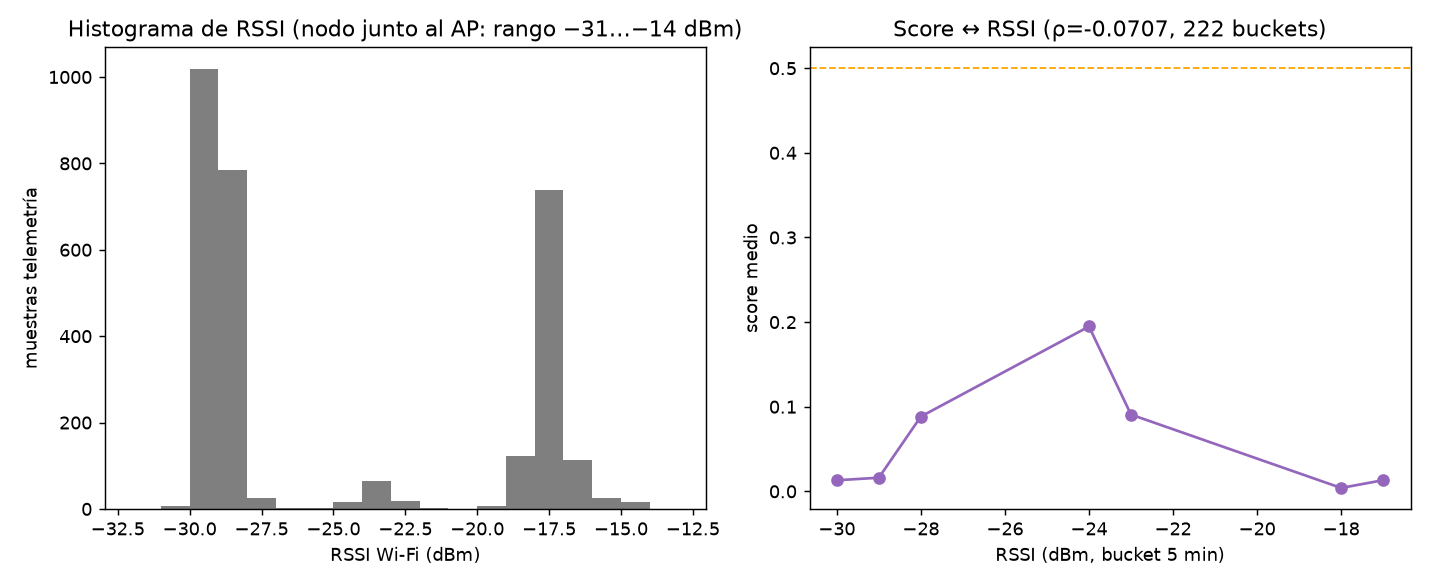 Histograma de RSSI (nodo junto al AP: rango −31…−14 dBm)
1000
800
600
400
200
0
muestras telemetría
−32.5 −30.0 −27.5 −25.0 −22.5 −20.0 −17.5 −15.0 −12.5
RSSI Wi-Fi (dBm)
Score ↔ RSSI (ρ=-0.0707, 222 buckets)
0.5
0.4
0.3
0.2
0.1
0.0
score medio
−30 −28 −26 −24 −22 −20 −18
RSSI (dBm, bucket 5 min)